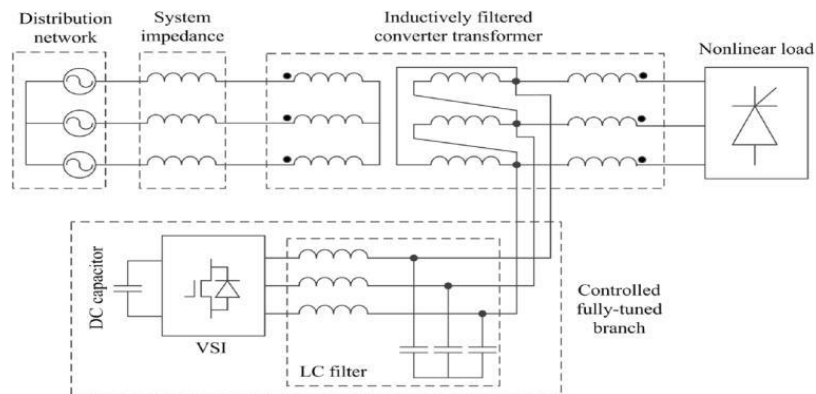 Distribution
network
System
impedance
Inductively filtered
converter transformer
Nonlinear load
DC capacitor
VSI
LC filter
Controlled
fully-tuned
branch